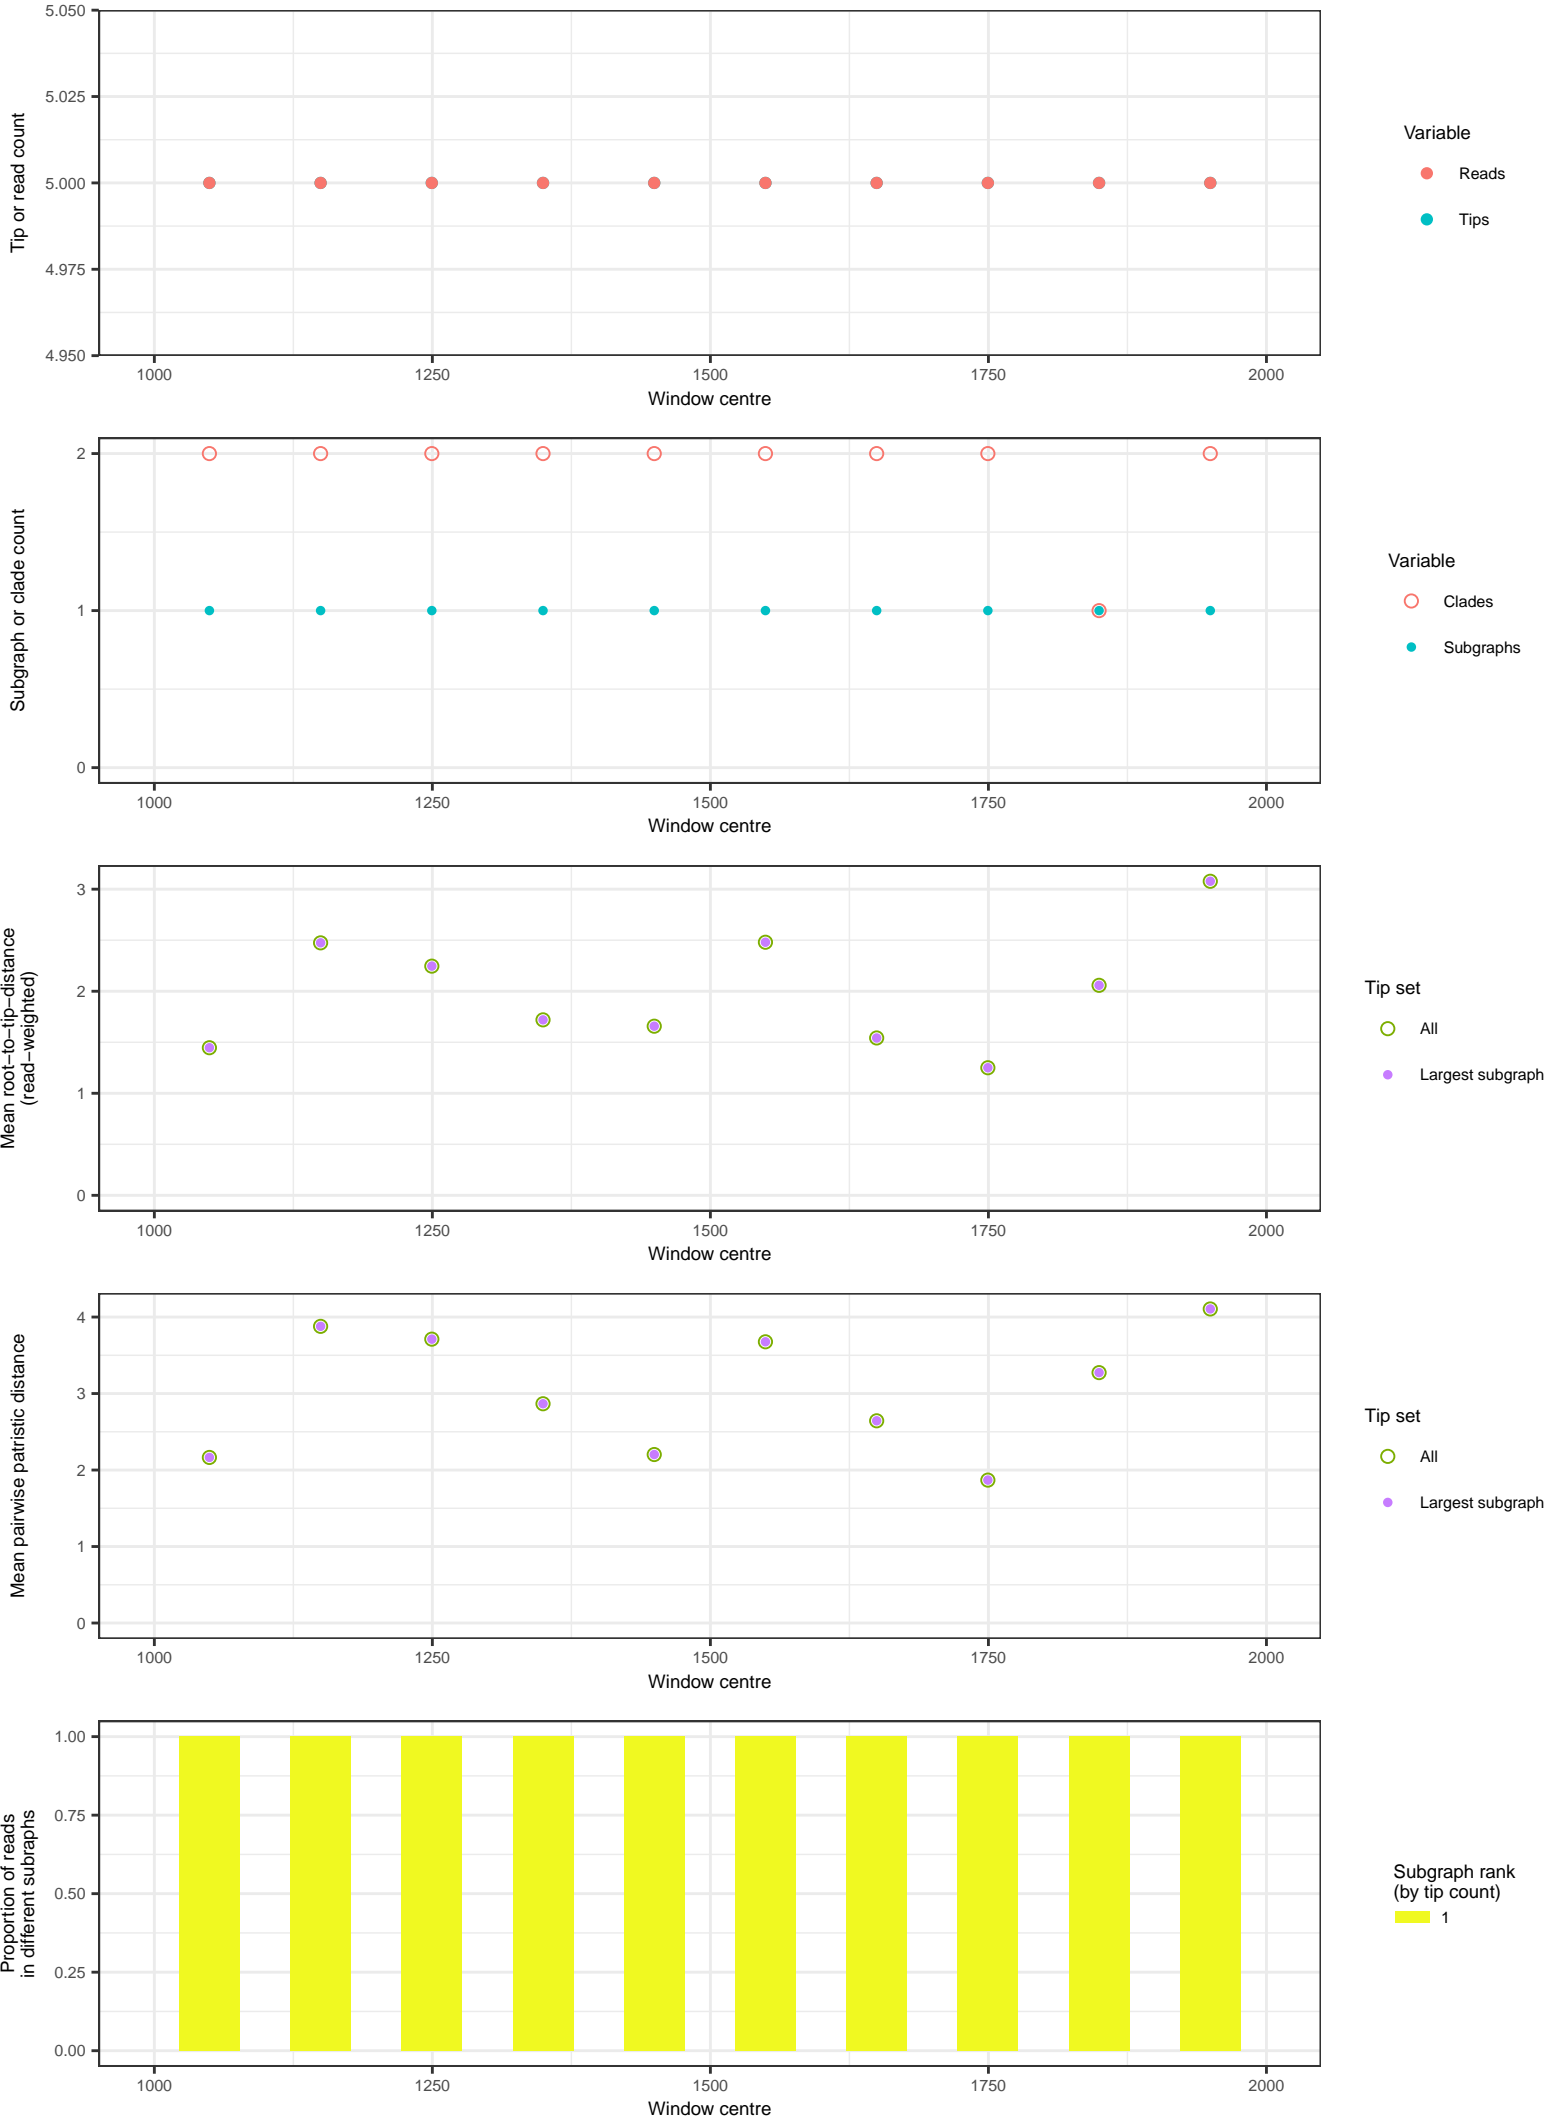 5.050
5.025
5.000
4.975
4.950
Tip or read count
1000 1250 1500 1750 2000
Window centre
Variable
Reads
Tips
2
1
0
Subgraph or clade count
1000 1250 1500 1750 2000
Window centre
Variable
Clades
Subgraphs
3
2
1
0
Mean root−to−tip−distance
(read−weighted)
1000 1250 1500 1750 2000
Window centre
Tip set
All
Largest subgraph
4
3
2
1
0
Mean pairwise patristic distance
1000 1250 1500 1750 2000
Window centre
Tip set
All
Largest subgraph
1.00
0.75
0.50
0.25
0.00
Proportion of reads
in different subraphs
1000 1250 1500 1750 2000
Window centre
Subgraph rank
(by tip count)
1